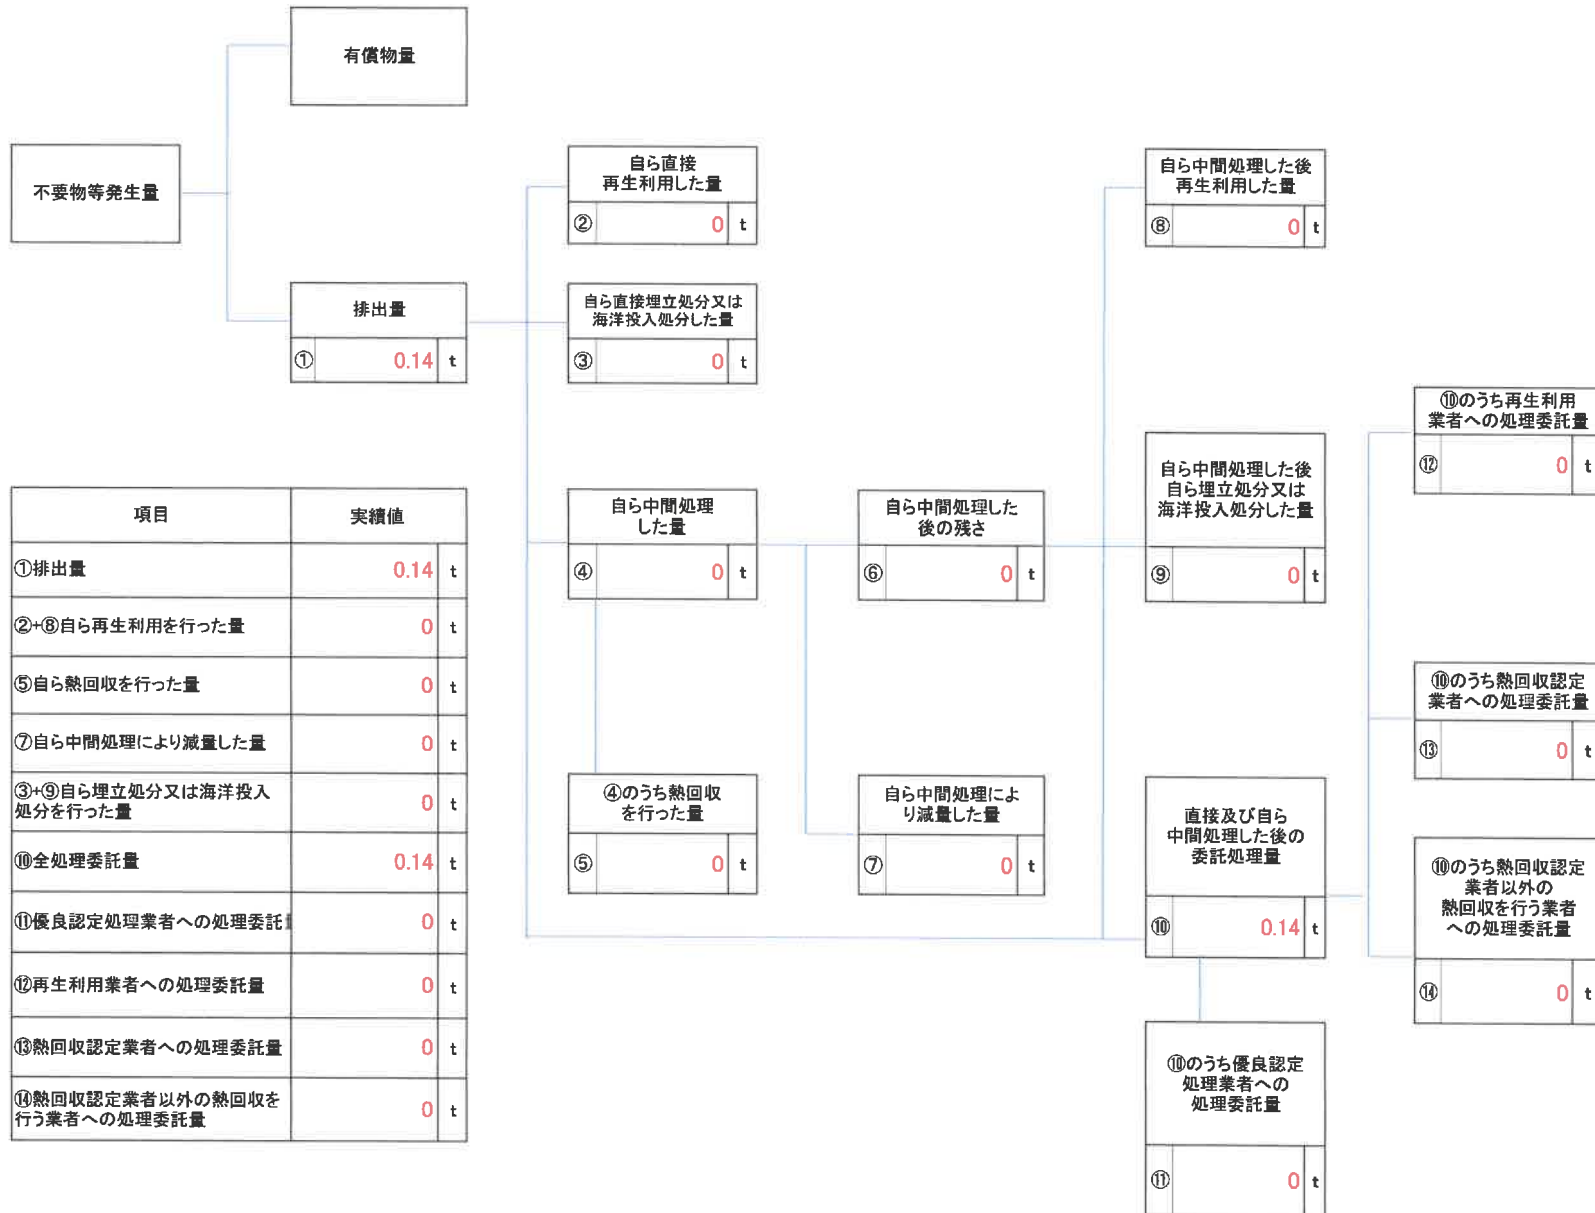 有償物量
不要物等発生量
排出量
① 0.14 t
自ら直接
再生利用した量
② 0 t
自ら直接埋立処分又は
海洋投入処分した量
③ 0 t
自ら中間処理
した量
④ 0 t
④のうち熱回収
を行った量
⑤ 0 t
自ら中間処理した
後の残さ
⑥ 0 t
自ら中間処理によ
り減量した量
⑦ 0 t
自ら中間処理した後
再生利用した量
⑧ 0 t
自ら中間処理した後
自ら埋立処分又は
海洋投入処分した量
⑨ 0 t
直接及び自ら
中間処理した後の
委託処理量
⑩ 0.14 t
⑩のうち優良認定
処理業者への
処理委託量
⑪ 0 t
⑩のうち再生利用
業者への処理委託量
⑫ 0 t
⑩のうち熱回収認定
業者への処理委託量
⑬ 0 t
⑩のうち熱回収認定
業者以外の
熱回収を行う業者
への処理委託量
⑭ 0 t
項目 実績値
①排出量 0.14 t
②+⑧自ら再生利用を行った量 0 t
⑤自ら熱回収を行った量 0 t
⑦自ら中間処理により減量した量 0 t
③+⑨自ら埋立処分又は海洋投入
処分を行った量 0 t
⑩全処理委託量 0.14 t
⑪優良認定処理業者への処理委託 0 t
⑫再生利用業者への処理委託量 0 t
⑬熱回収認定業者への処理委託量 0 t
⑭熱回収認定業者以外の熱回収を
行う業者への処理委託量 0 t